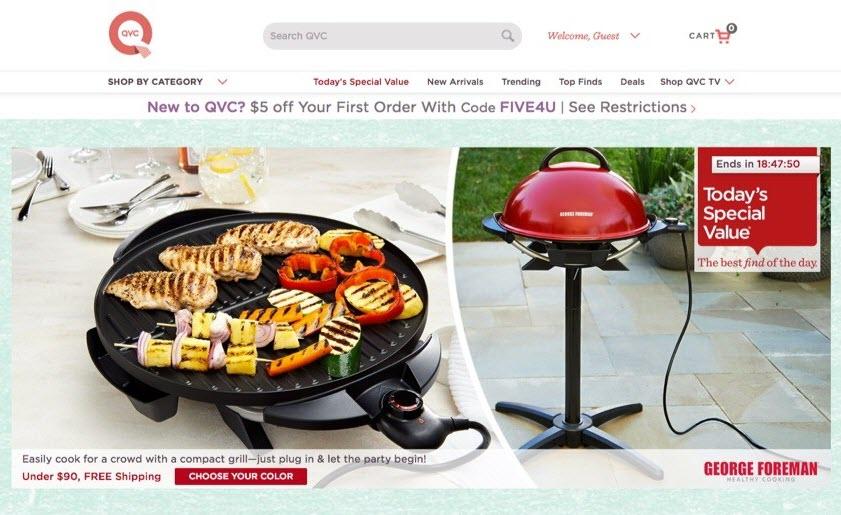 QVC
Search QVC
Welcome, Guest
CART
0
SHOP BY CATEGORY
Today's Special Value
New Arrivals
Trending
Top Finds
Deals
Shop QVC TV
New to QVC? $5 off Your First Order With Code FIVE4U | See Restrictions >
Ends in 18:47:50
Today's
Special
Value
The best find of the day.
GEORGE FOREMAN
Easily cook for a crowd with a compact grill—just plug in & let the party begin!
Under $90, FREE Shipping
CHOOSE YOUR COLOR
GEORGE FOREMAN
HEALTHY COOKING